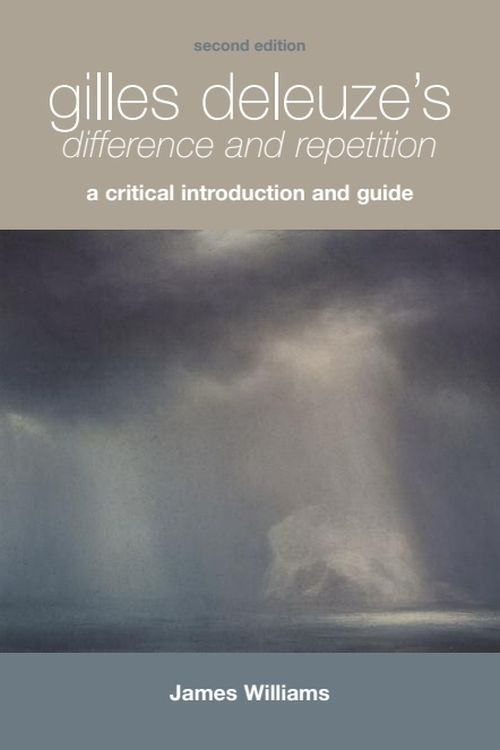 second edition
gilles deleuze’s
difference and repetition
a critical introduction and guide
James Williams